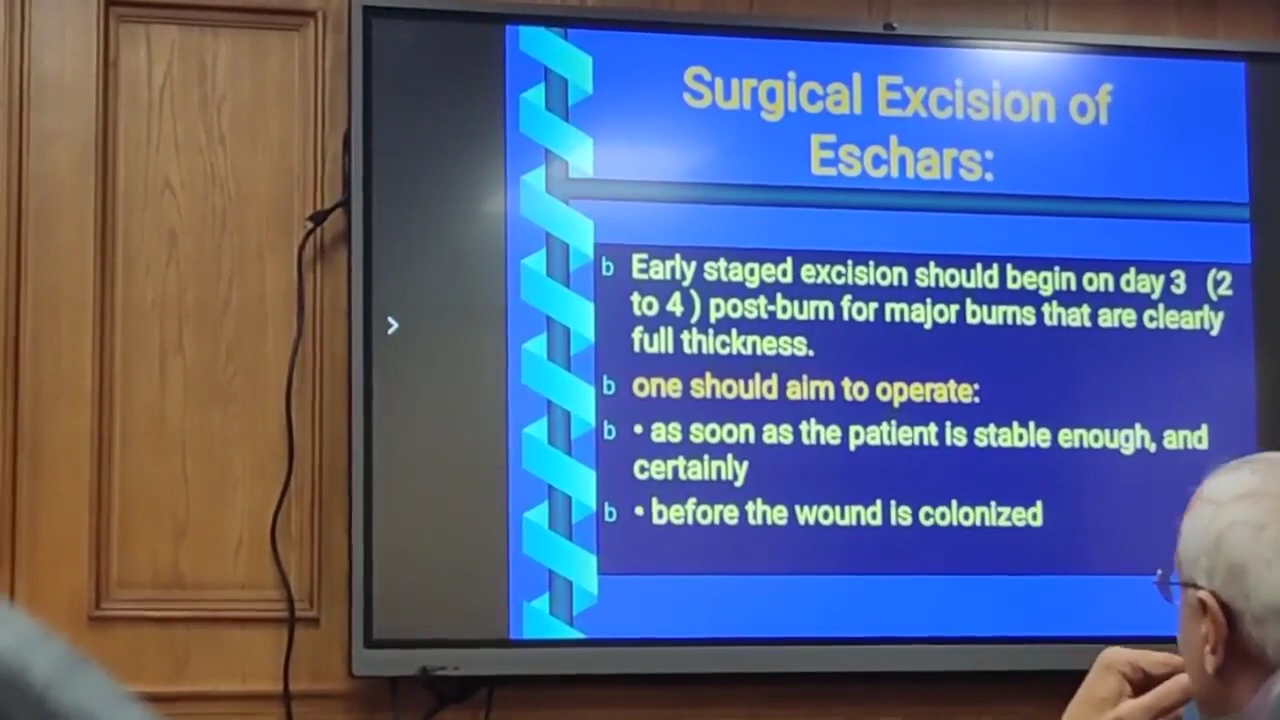 Surgical Excision of
Eschars:
b Early staged excision should begin on day 3 (2
to 4 ) post-burn for major burns that are clearly
full thickness.
b one should aim to operate:
b • as soon as the patient is stable enough, and
certainly
b • before the wound is colonized